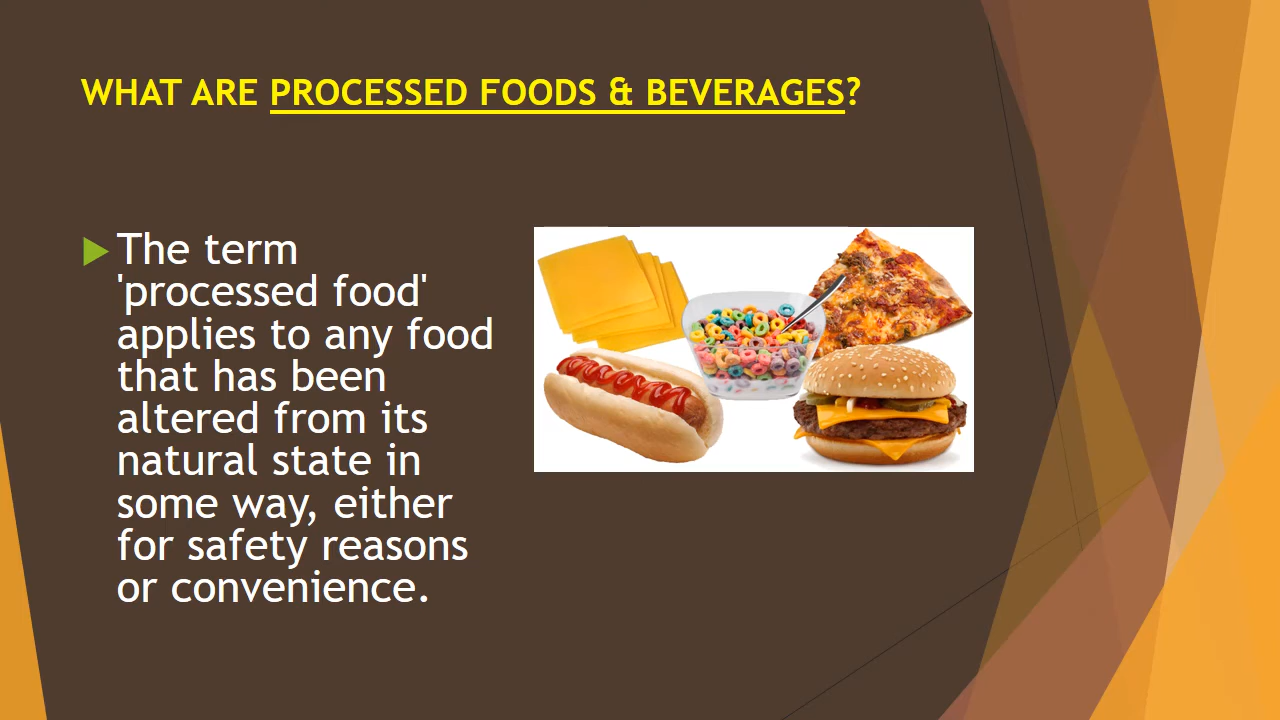 WHAT ARE PROCESSED FOODS & BEVERAGES?
The term
'processed food'
applies to any food
that has been
altered from its
natural state in
some way, either
for safety reasons
or convenience.